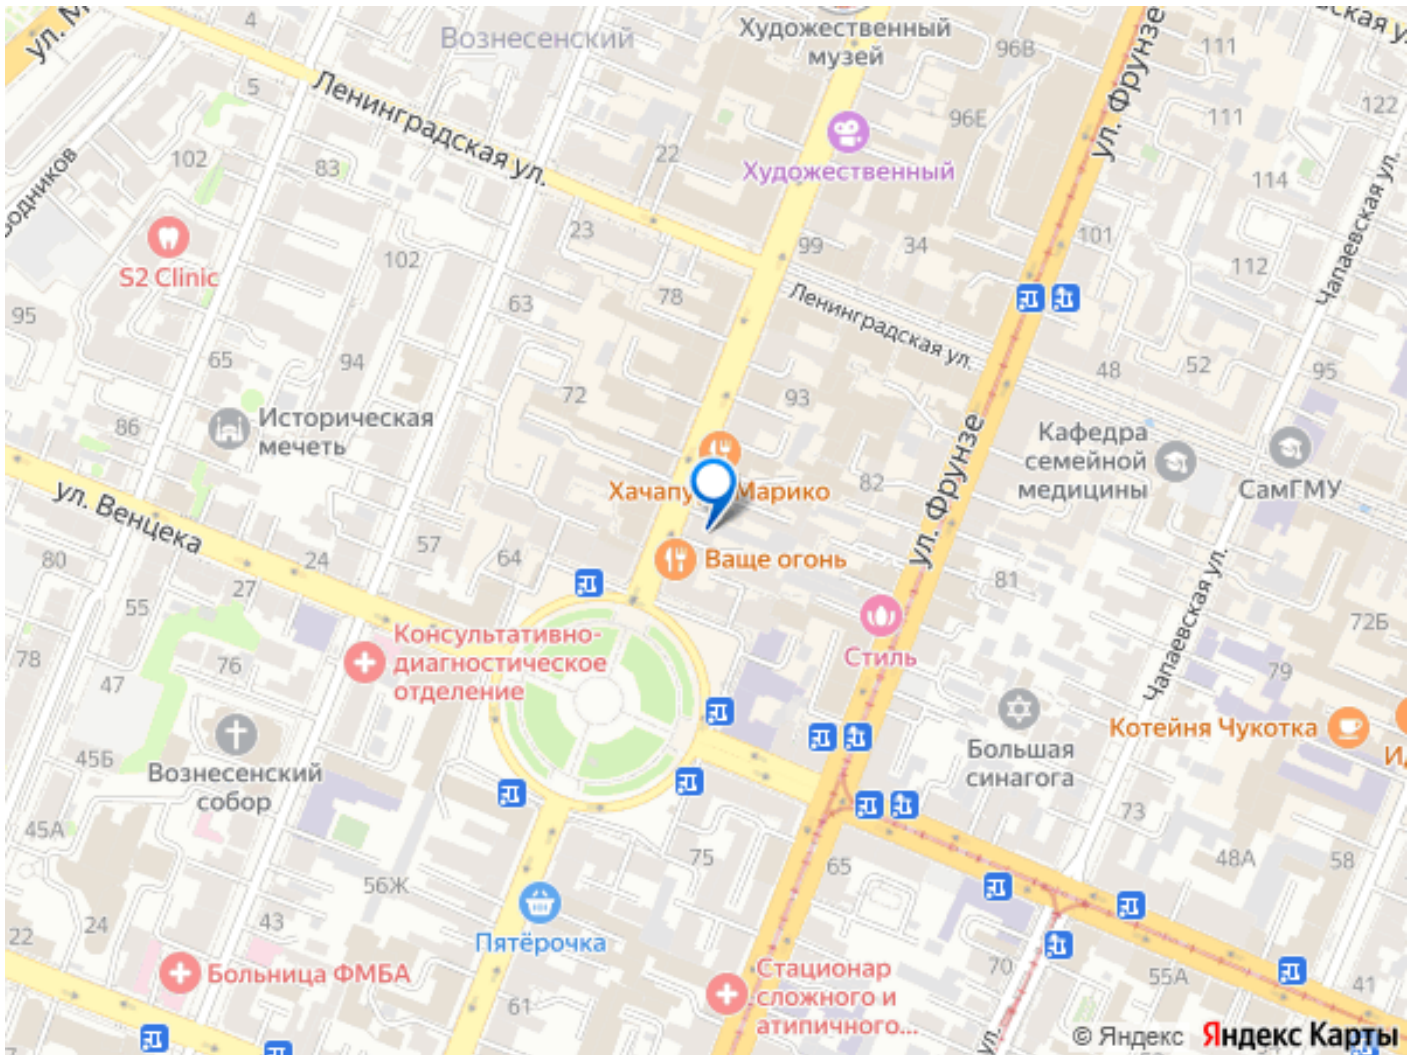 ул. М
4
Вознесенский
Художественный
музей
96В
ул. Фрунзе
111
ская у
5
Ленинградская ул.
102
83
22
96Е
Художественный
111
122
114
Чапаевская ул.
водников
S2 Clinic
102
23
99
34
101
112
95
63
78
Ленинградская ул.
65
94
72
93
48
52
95
86
Историческая
мечеть
ул. Венцека
Хачапу
Марико
82
ул. Фрунзе
Кафедра
семейной
медицины
СамГМУ
80
24
57
64
Ваще огонь
81
Чапаевская ул.
27
55
78
76
47
Консультативно-
диагностическое
отделение
Стиль
72Б
79
45Б
Вознесенский
собор
Большая
синагога
Котейня Чукотка
И
45А
56Ж
75
65
73
48А
58
22
24
43
Пятёрочка
Больница ФМБА
61
Стационар
сложного и
атипичного...
70
55А
41
ул.
© Яндекс
Яндекс Карты